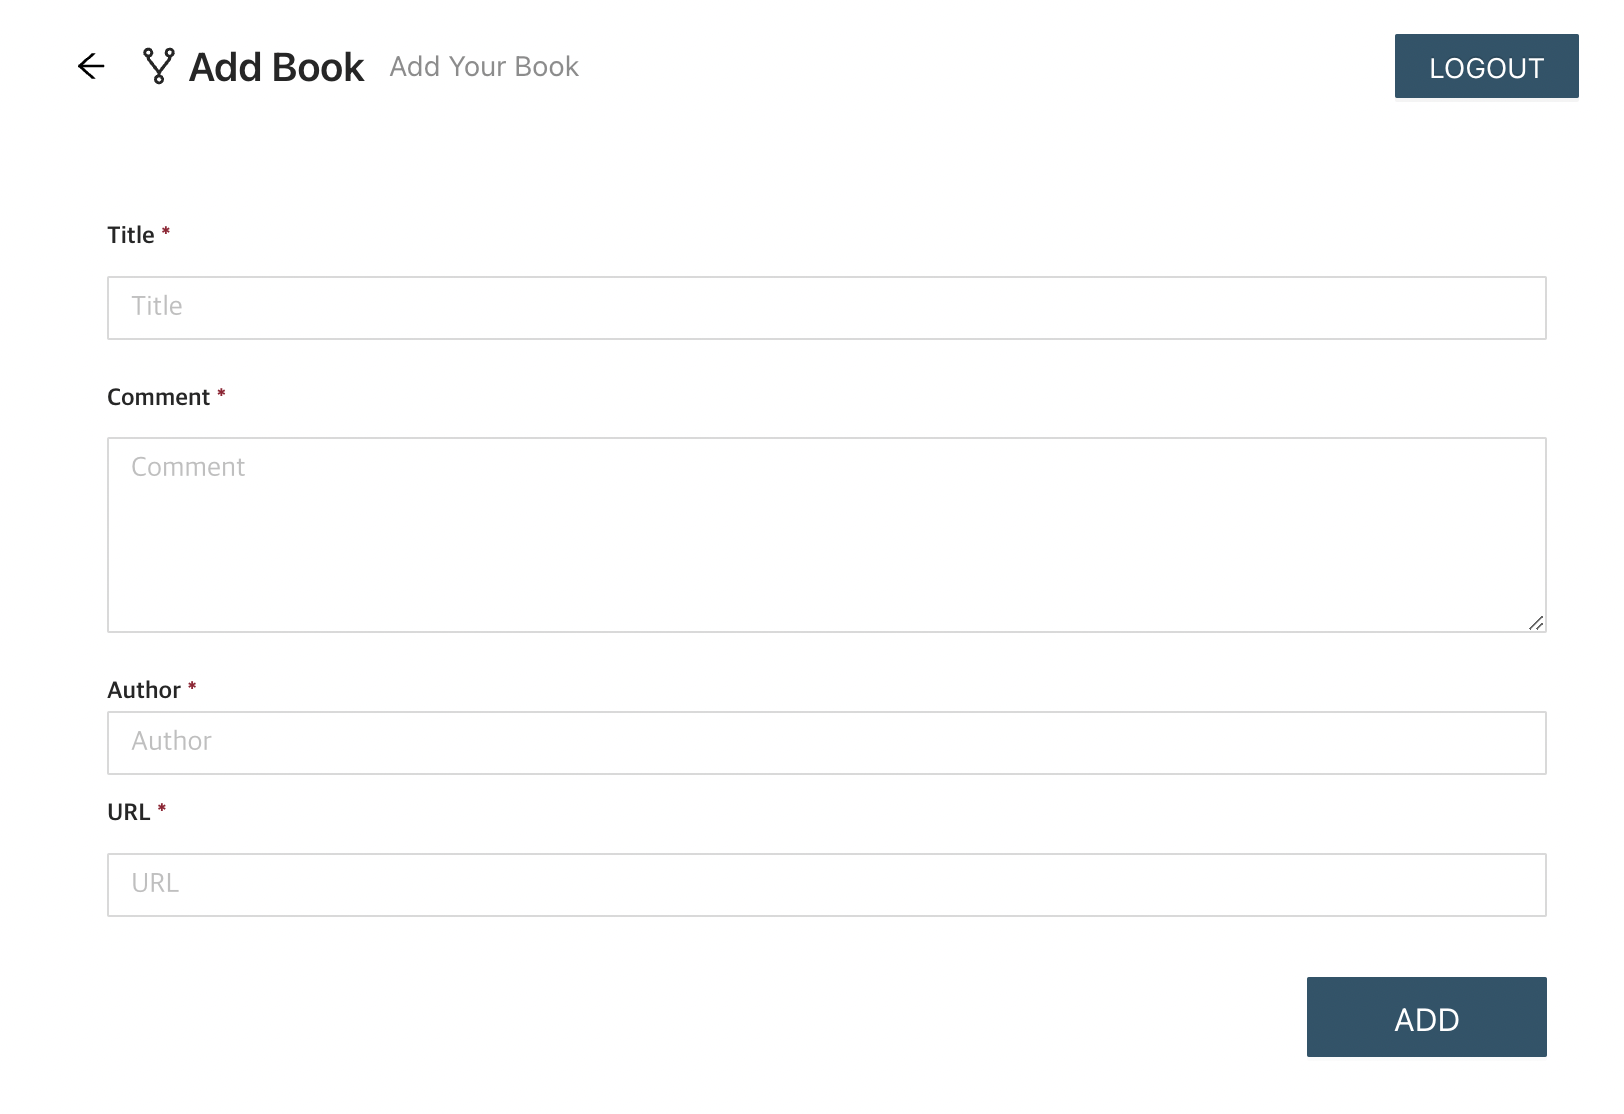 Add Book Add Your Book LOGOUT
Title *
Title
Comment *
Comment
Author *
Author
URL *
URL
ADD